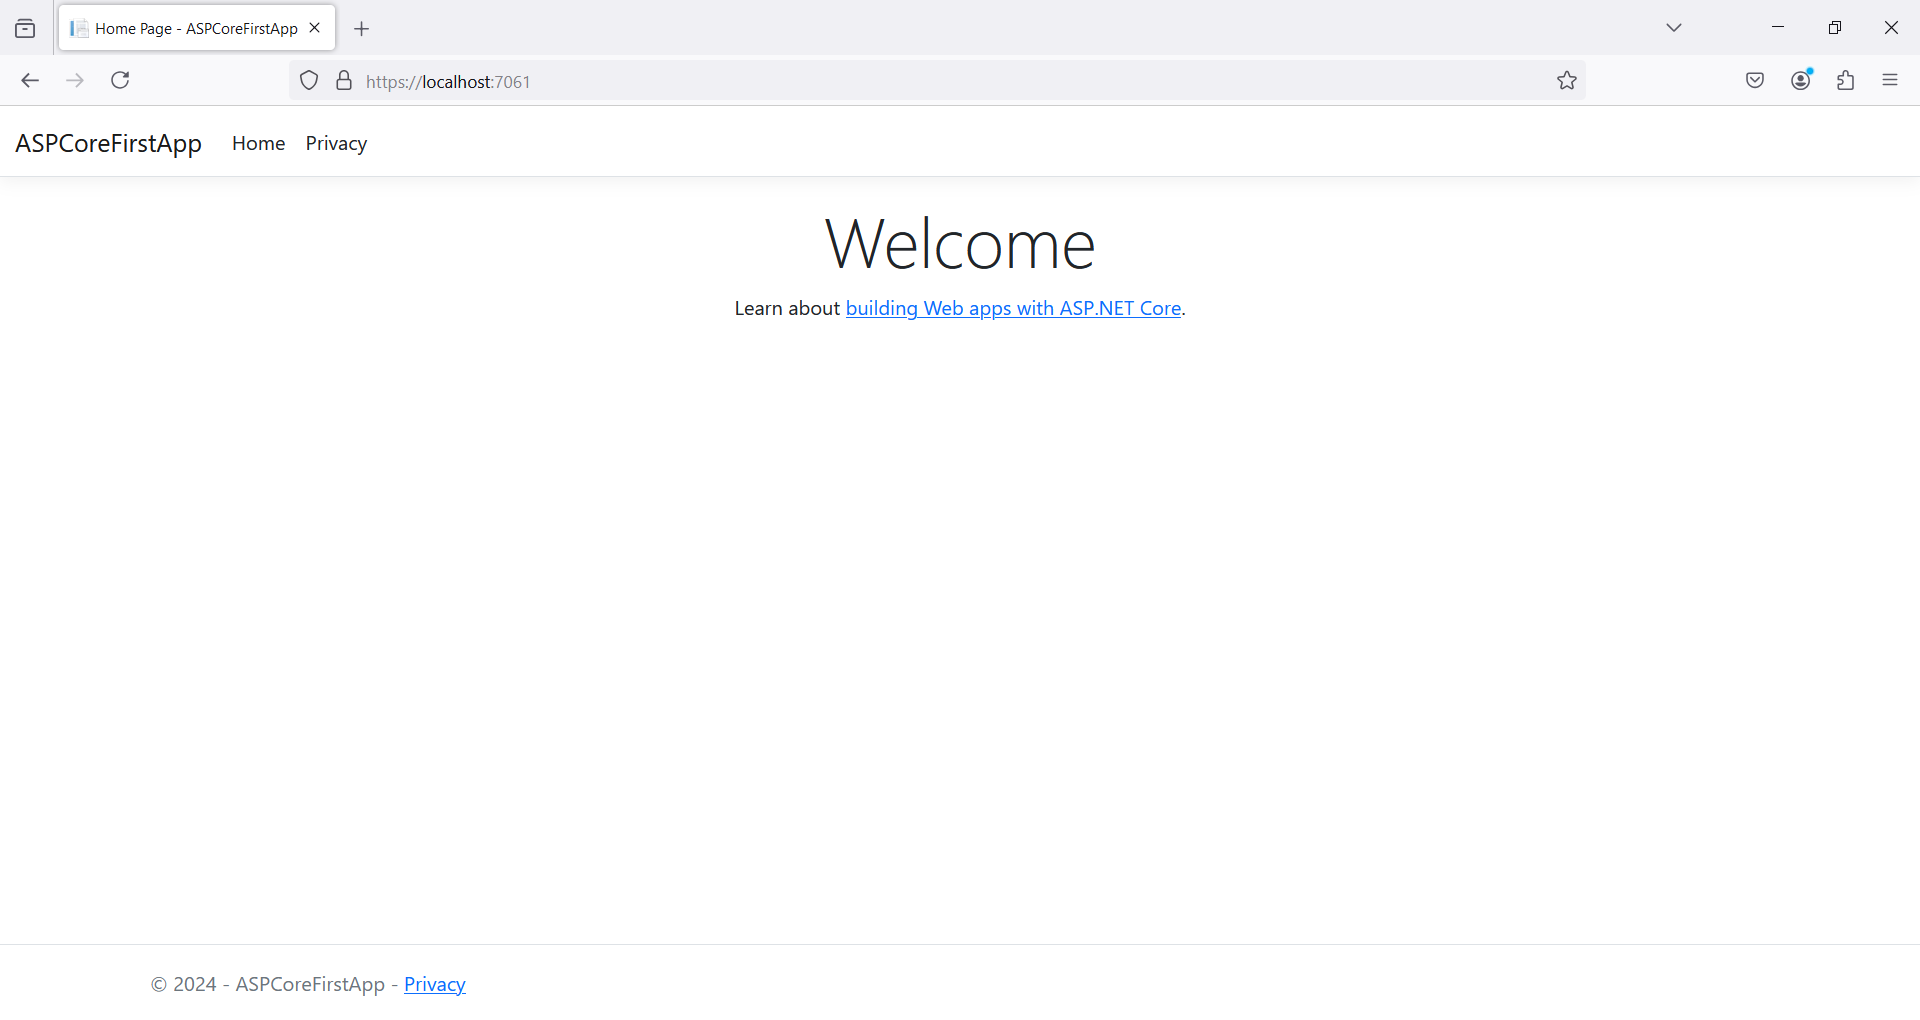 Home Page - ASPCoreFirstApp
https://localhost:7061
ASPCoreFirstApp Home Privacy
Welcome
Learn about building Web apps with ASP.NET Core.
© 2024 - ASPCoreFirstApp - Privacy